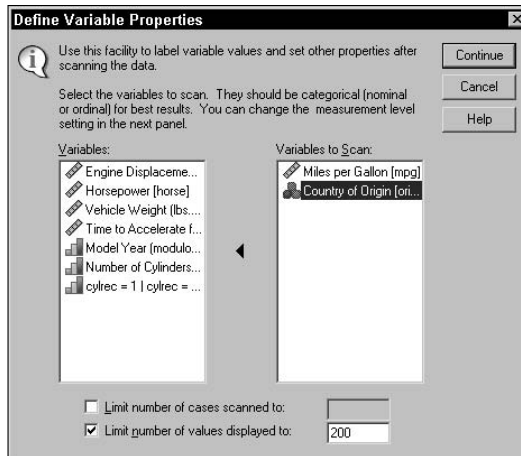 Define Variable Properties
Use this facility to label variable values and set other properties after
scanning the data.
Select the variables to scan. They should be categorical (nominal
or ordinal) for best results. You can change the measurement level
setting in the next panel.
Continue
Cancel
Help
Variables:
Engine Displaceme...
Horsepower [horse]
Vehicle Weight (lbs....
Time to Accelerate f...
Model Year (modulo...
Number of Cylinders...
cylrec = 1 | cylrec = ...
Variables to Scan:
Miles per Gallon [mpg]
Country of Origin [ori...
Limit number of cases scanned to:
Limit number of values displayed to:
200